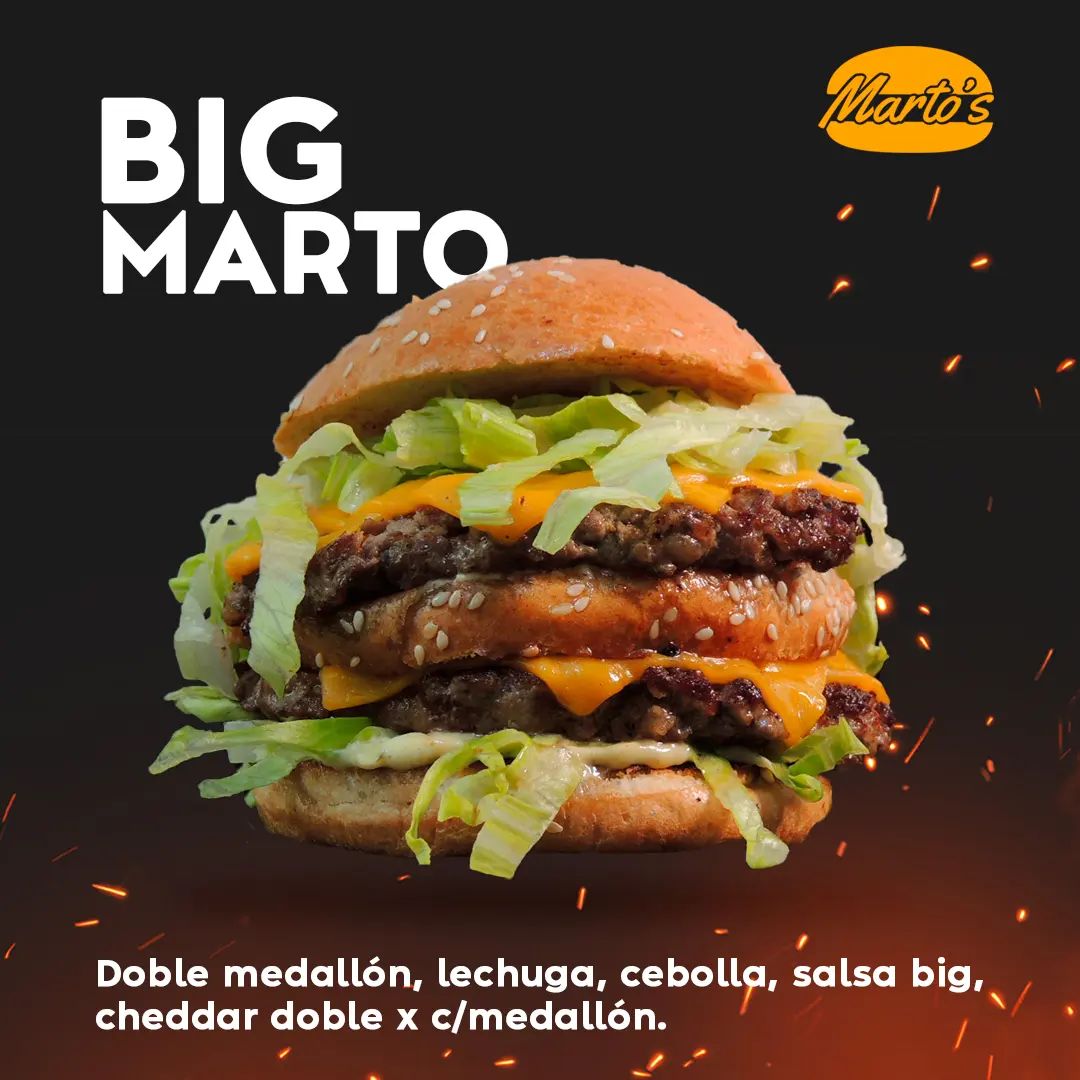 BIG
MARTO
Marto's
Doble medallón, lechuga, cebolla, salsa big,
cheddar doble x c/medallón.